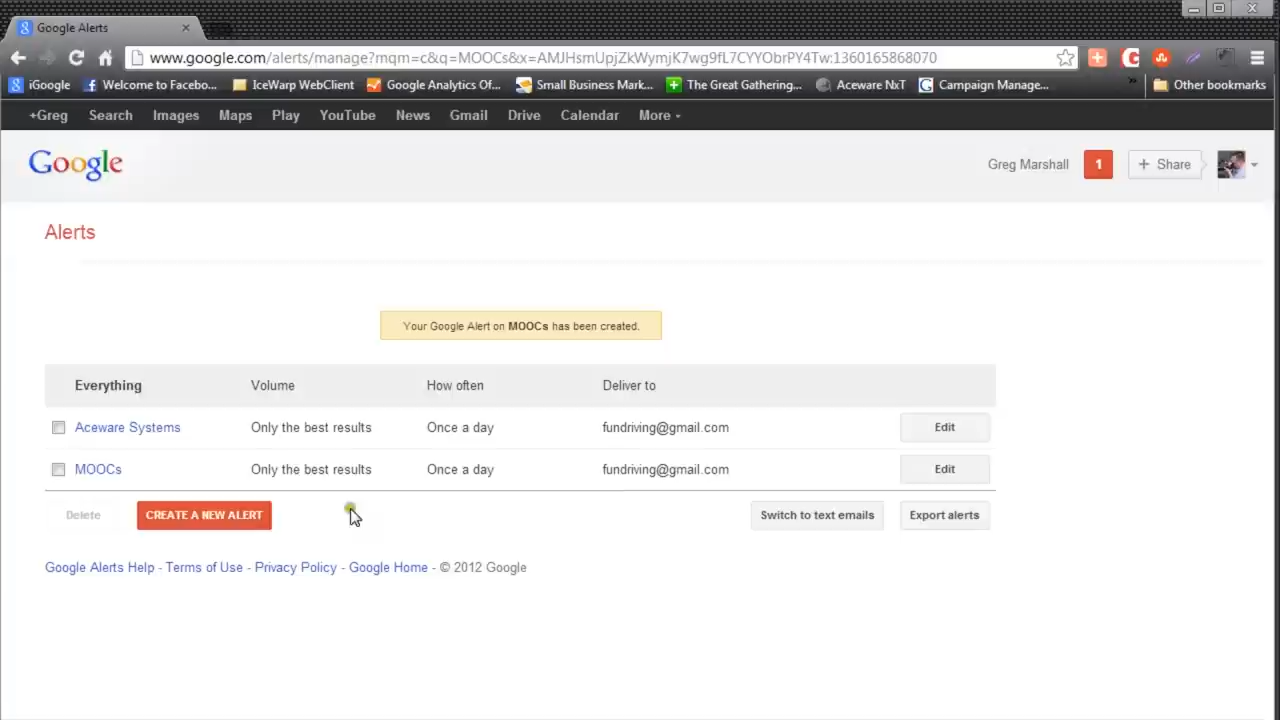 Google Alerts
www.google.com/alerts/manage?mqm=c&q=MOOCs&x=AMJHsmUpjZkWymjK7wg9fL7CYYObrPY4Tw:1360165868070
iGoogle Welcome to Facebo... IceWarp WebClient Google Analytics Of... Small Business Mark... The Great Gathering... Aceware NxT Campaign Manage... » Other bookmarks
+Greg Search Images Maps Play YouTube News Gmail Drive Calendar More
Google Greg Marshall 1 + Share
Alerts
Your Google Alert on MOOCs has been created.
Everything Volume How often Deliver to
Aceware Systems Only the best results Once a day fundriving@gmail.com Edit
MOOCs Only the best results Once a day fundriving@gmail.com Edit
Delete CREATE A NEW ALERT Switch to text emails Export alerts
Google Alerts Help - Terms of Use - Privacy Policy - Google Home - © 2012 Google